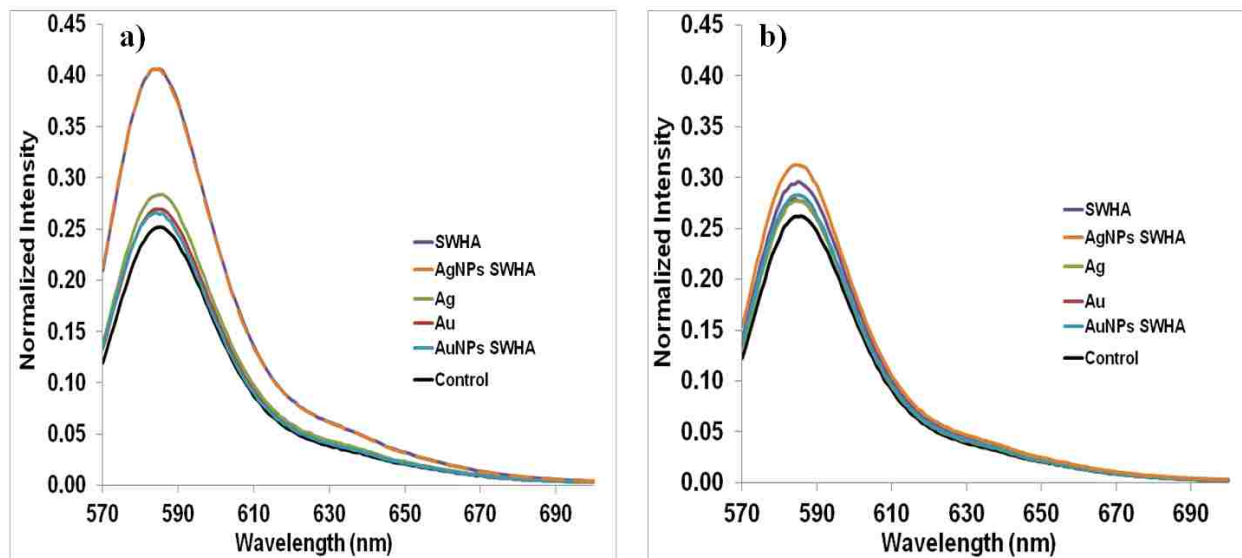 a)
Normalized Intensity
0.45
0.40
0.35
0.30
0.25
0.20
0.15
0.10
0.05
0.00
570 590 610 630 650 670 690
Wavelength (nm)
SWHA
AgNPs SWHA
Ag
Au
AuNPs SWHA
Control
b)
Normalized Intensity
0.45
0.40
0.35
0.30
0.25
0.20
0.15
0.10
0.05
0.00
570 590 610 630 650 670 690
Wavelength (nm)
SWHA
AgNPs SWHA
Ag
Au
AuNPs SWHA
Control